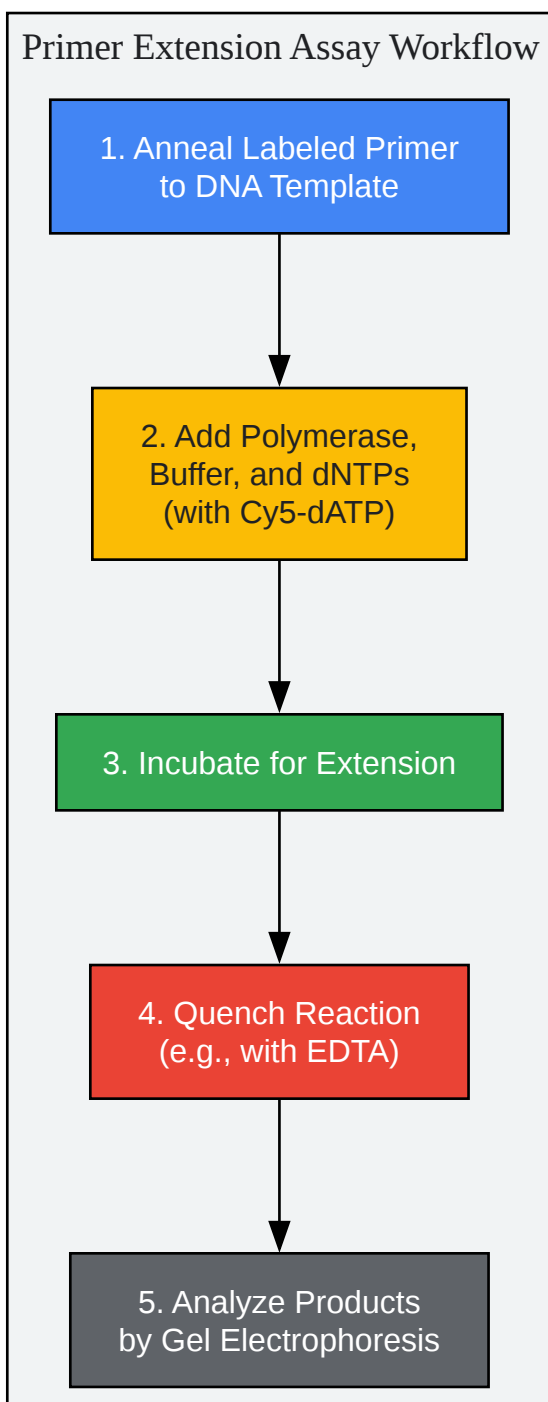 Primer Extension Assay Workflow
1. Anneal Labeled Primer
to DNA Template
2. Add Polymerase,
Buffer, and dNTPs
(with Cy5-dATP)
3. Incubate for Extension
4. Quench Reaction
(e.g., with EDTA)
5. Analyze Products
by Gel Electrophoresis